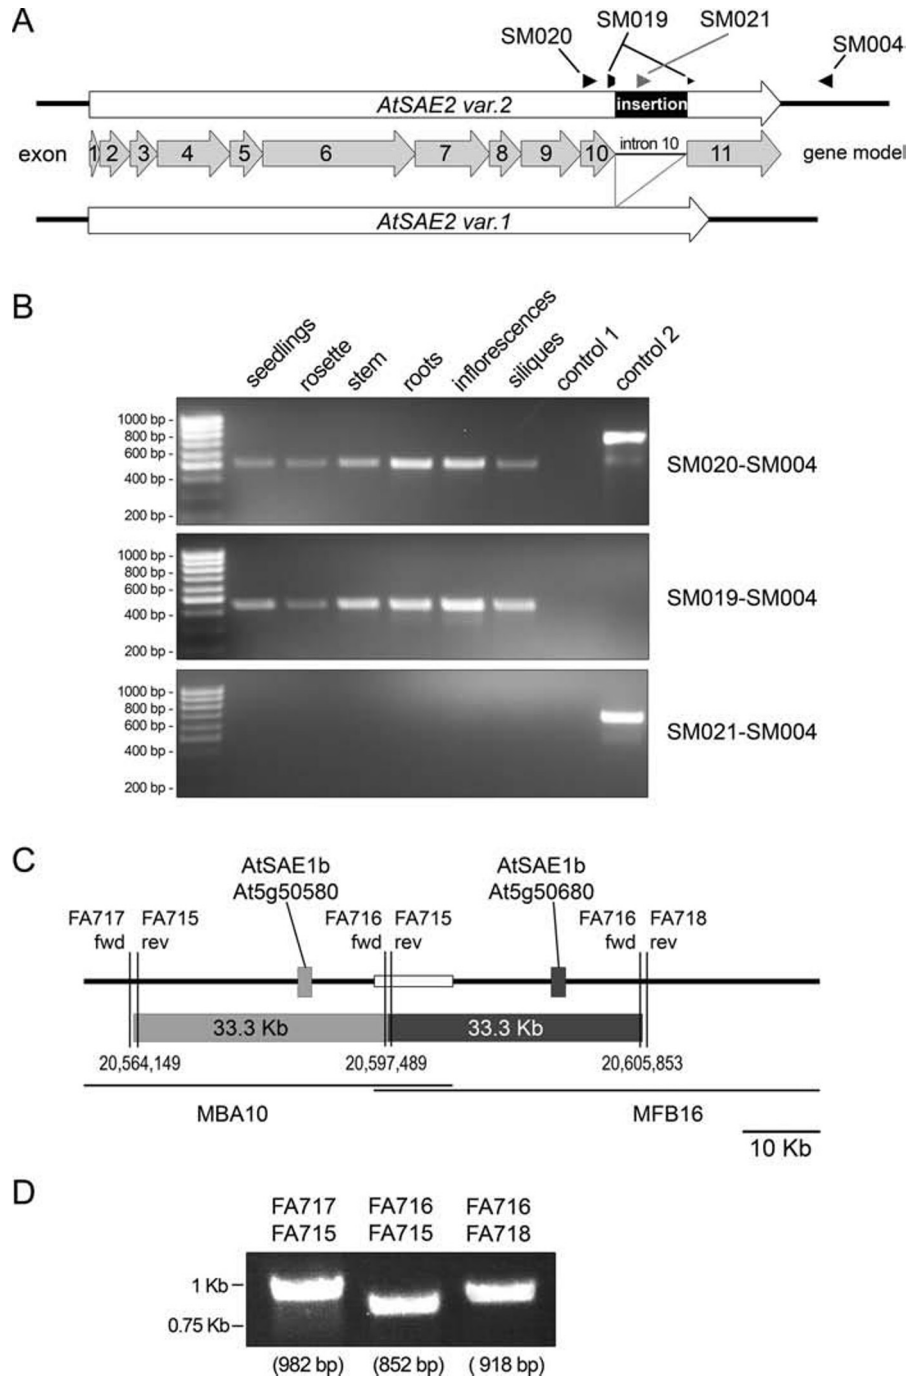 A
SM020
SM019
SM021
SM004
AtSAE2 var.2
insertion
exon
1 2 3 4 5 6 7 8 9 10
intron 10
11
gene model
AtSAE2 var.1
B
seedlings
rosette
stem
roots
inflorescences
siliques
control 1
control 2
1000 bp -
800 bp -
600 bp -
400 bp -
200 bp -
SM020-SM004
1000 bp -
800 bp -
600 bp -
400 bp -
200 bp -
SM019-SM004
1000 bp -
800 bp -
600 bp -
400 bp -
200 bp -
SM021-SM004
C
AtSAE1b
At5g50580
AtSAE1b
At5g50680
FA717
fwd
FA715
rev
FA716
fwd
FA715
rev
FA716
fwd
FA718
rev
33.3 Kb
33.3 Kb
20,564,149
20,597,489
20,605,853
MBA10
MFB16
10 Kb
D
FA717
FA715
FA716
FA715
FA716
FA718
1 Kb
0.75 Kb
(982 bp)
(852 bp)
( 918 bp)